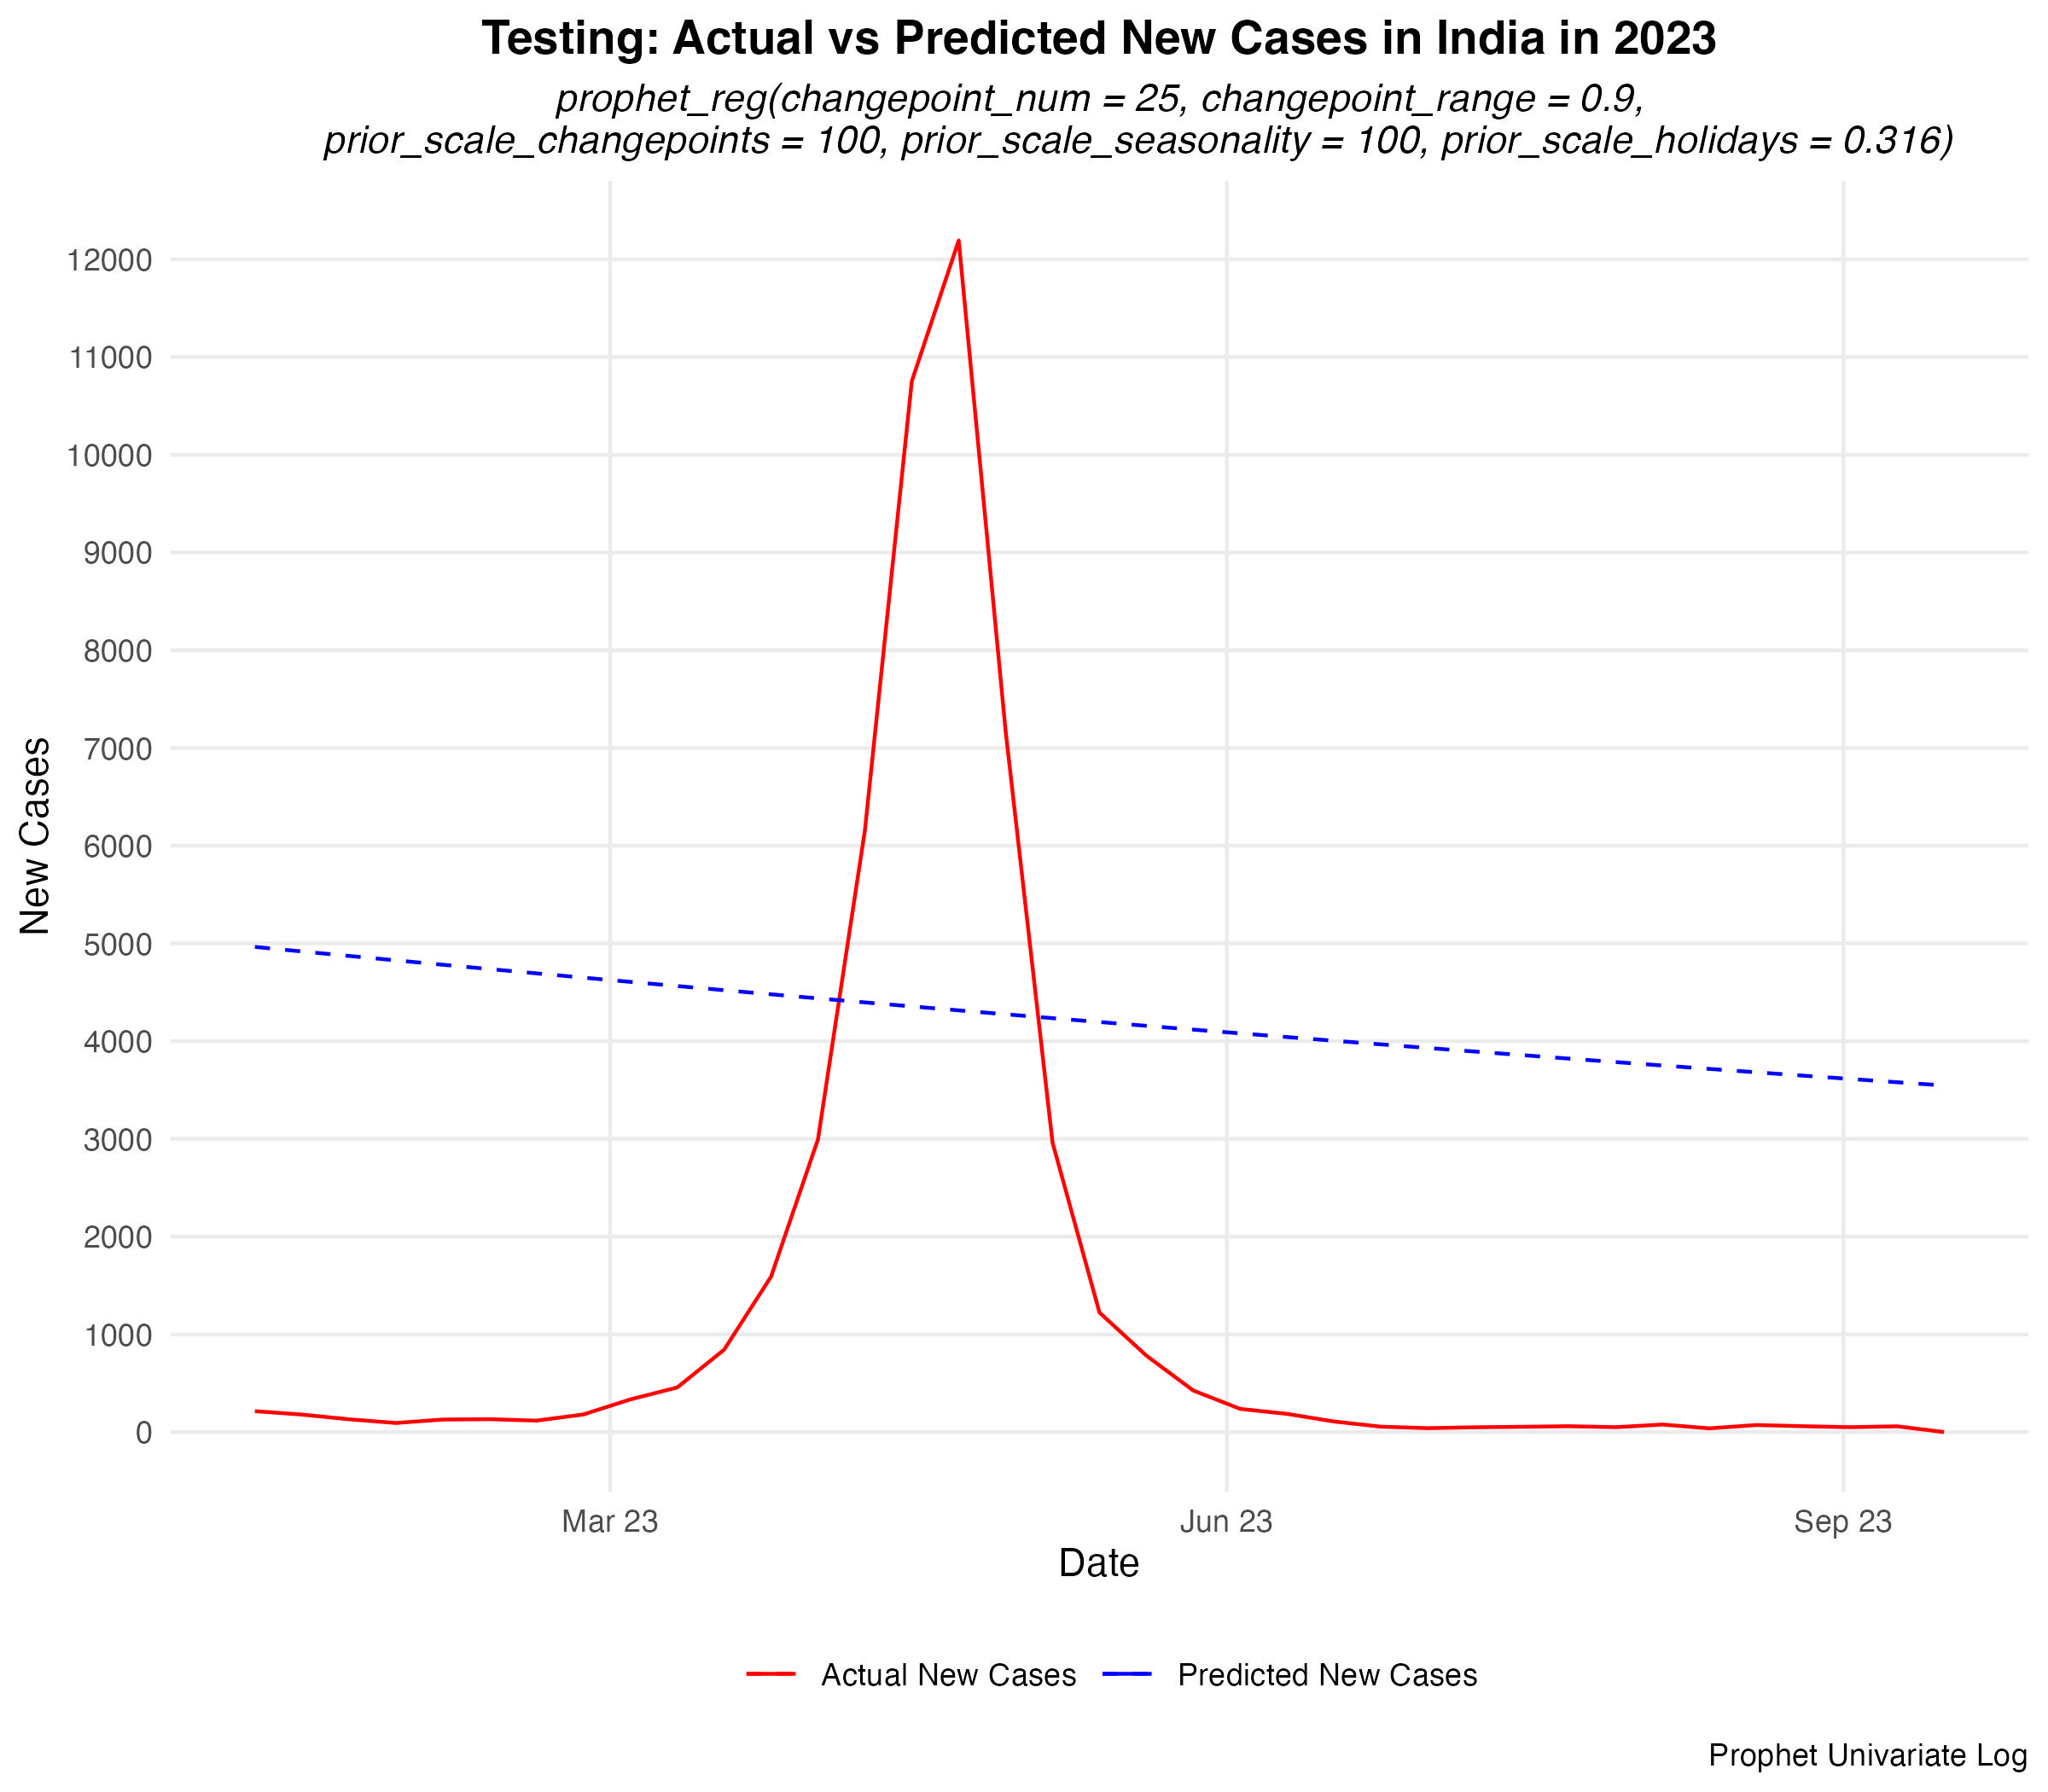 Testing: Actual vs Predicted New Cases in India in 2023
prophet_reg(changepoint_num = 25, changepoint_range = 0.9,
prior_scale_changepoints = 100, prior_scale_seasonality = 100, prior_scale_holidays = 0.316)
New Cases
12000
11000
10000
9000
8000
7000
6000
5000
4000
3000
2000
1000
0
Mar 23
Jun 23
Sep 23
Date
Actual New Cases
Predicted New Cases
Prophet Univariate Log